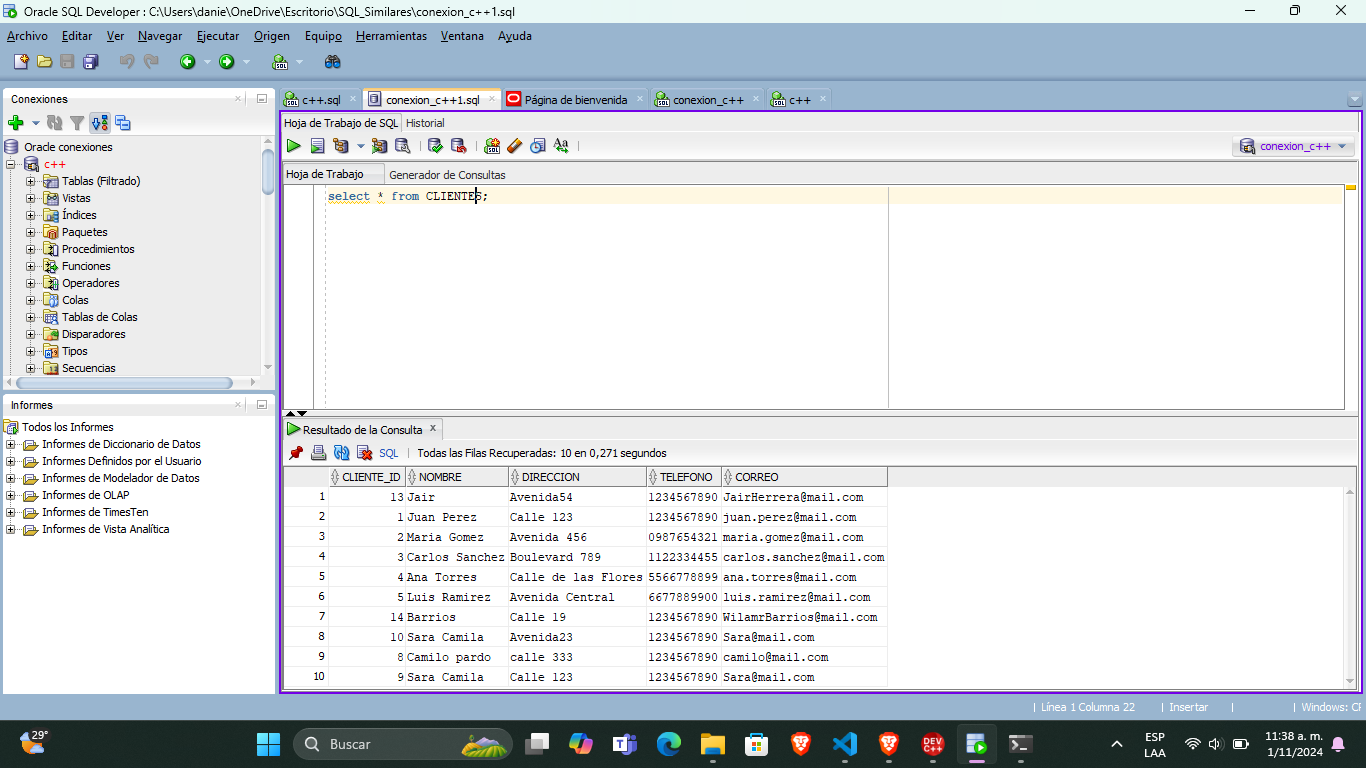 Oracle SQL Developer : C:\Users\danie\OneDrive\Escritorio\SQL_Similares\conexion_c++1.sql
Archivo Editar Ver Navegar Ejecutar Origen Equipo Herramientas Ventana Ayuda
Conexiones
Oracle conexiones
c++
Tablas (Filtrado)
Vistas
Índices
Paquetes
Procedimientos
Funciones
Operadores
Colas
Tablas de Colas
Disparadores
Tipos
Secuencias
Informes
Todos los Informes
Informes de Diccionario de Datos
Informes Definidos por el Usuario
Informes de Modelador de Datos
Informes de OLAP
Informes de TimesTen
Informes de Vista Analítica
c++.sql conexion_c++1.sql Página de bienvenida conexion_c++ c++
Hoja de Trabajo de SQL Historial
conexion_c++
Hoja de Trabajo Generador de Consultas
select * from CLIENTES;
Resultado de la Consulta
SQL | Todas las Filas Recuperadas: 10 en 0,271 segundos
CLIENTE_ID NOMBRE DIRECCION TELEFONO CORREO
1 13 Jair Avenida54 1234567890 JairHerrera@mail.com
2 1 Juan Perez Calle 123 1234567890 juan.perez@mail.com
3 2 Maria Gomez Avenida 456 0987654321 maria.gomez@mail.com
4 3 Carlos Sanchez Boulevard 789 1122334455 carlos.sanchez@mail.com
5 4 Ana Torres Calle de las Flores 5566778899 ana.torres@mail.com
6 5 Luis Ramirez Avenida Central 6677889900 luis.ramirez@mail.com
7 14 Barrios Calle 19 1234567890 WilamrBarrios@mail.com
8 10 Sara Camila Avenida23 1234567890 Sara@mail.com
9 8 Camilo pardo calle 333 1234567890 camilo@mail.com
10 9 Sara Camila Calle 123 1234567890 Sara@mail.com
Línea 1 Columna 22 | Insertar | | Windows: CF
29°
Buscar
DEV C++
ESP
LAA
11:38 a. m.
1/11/2024